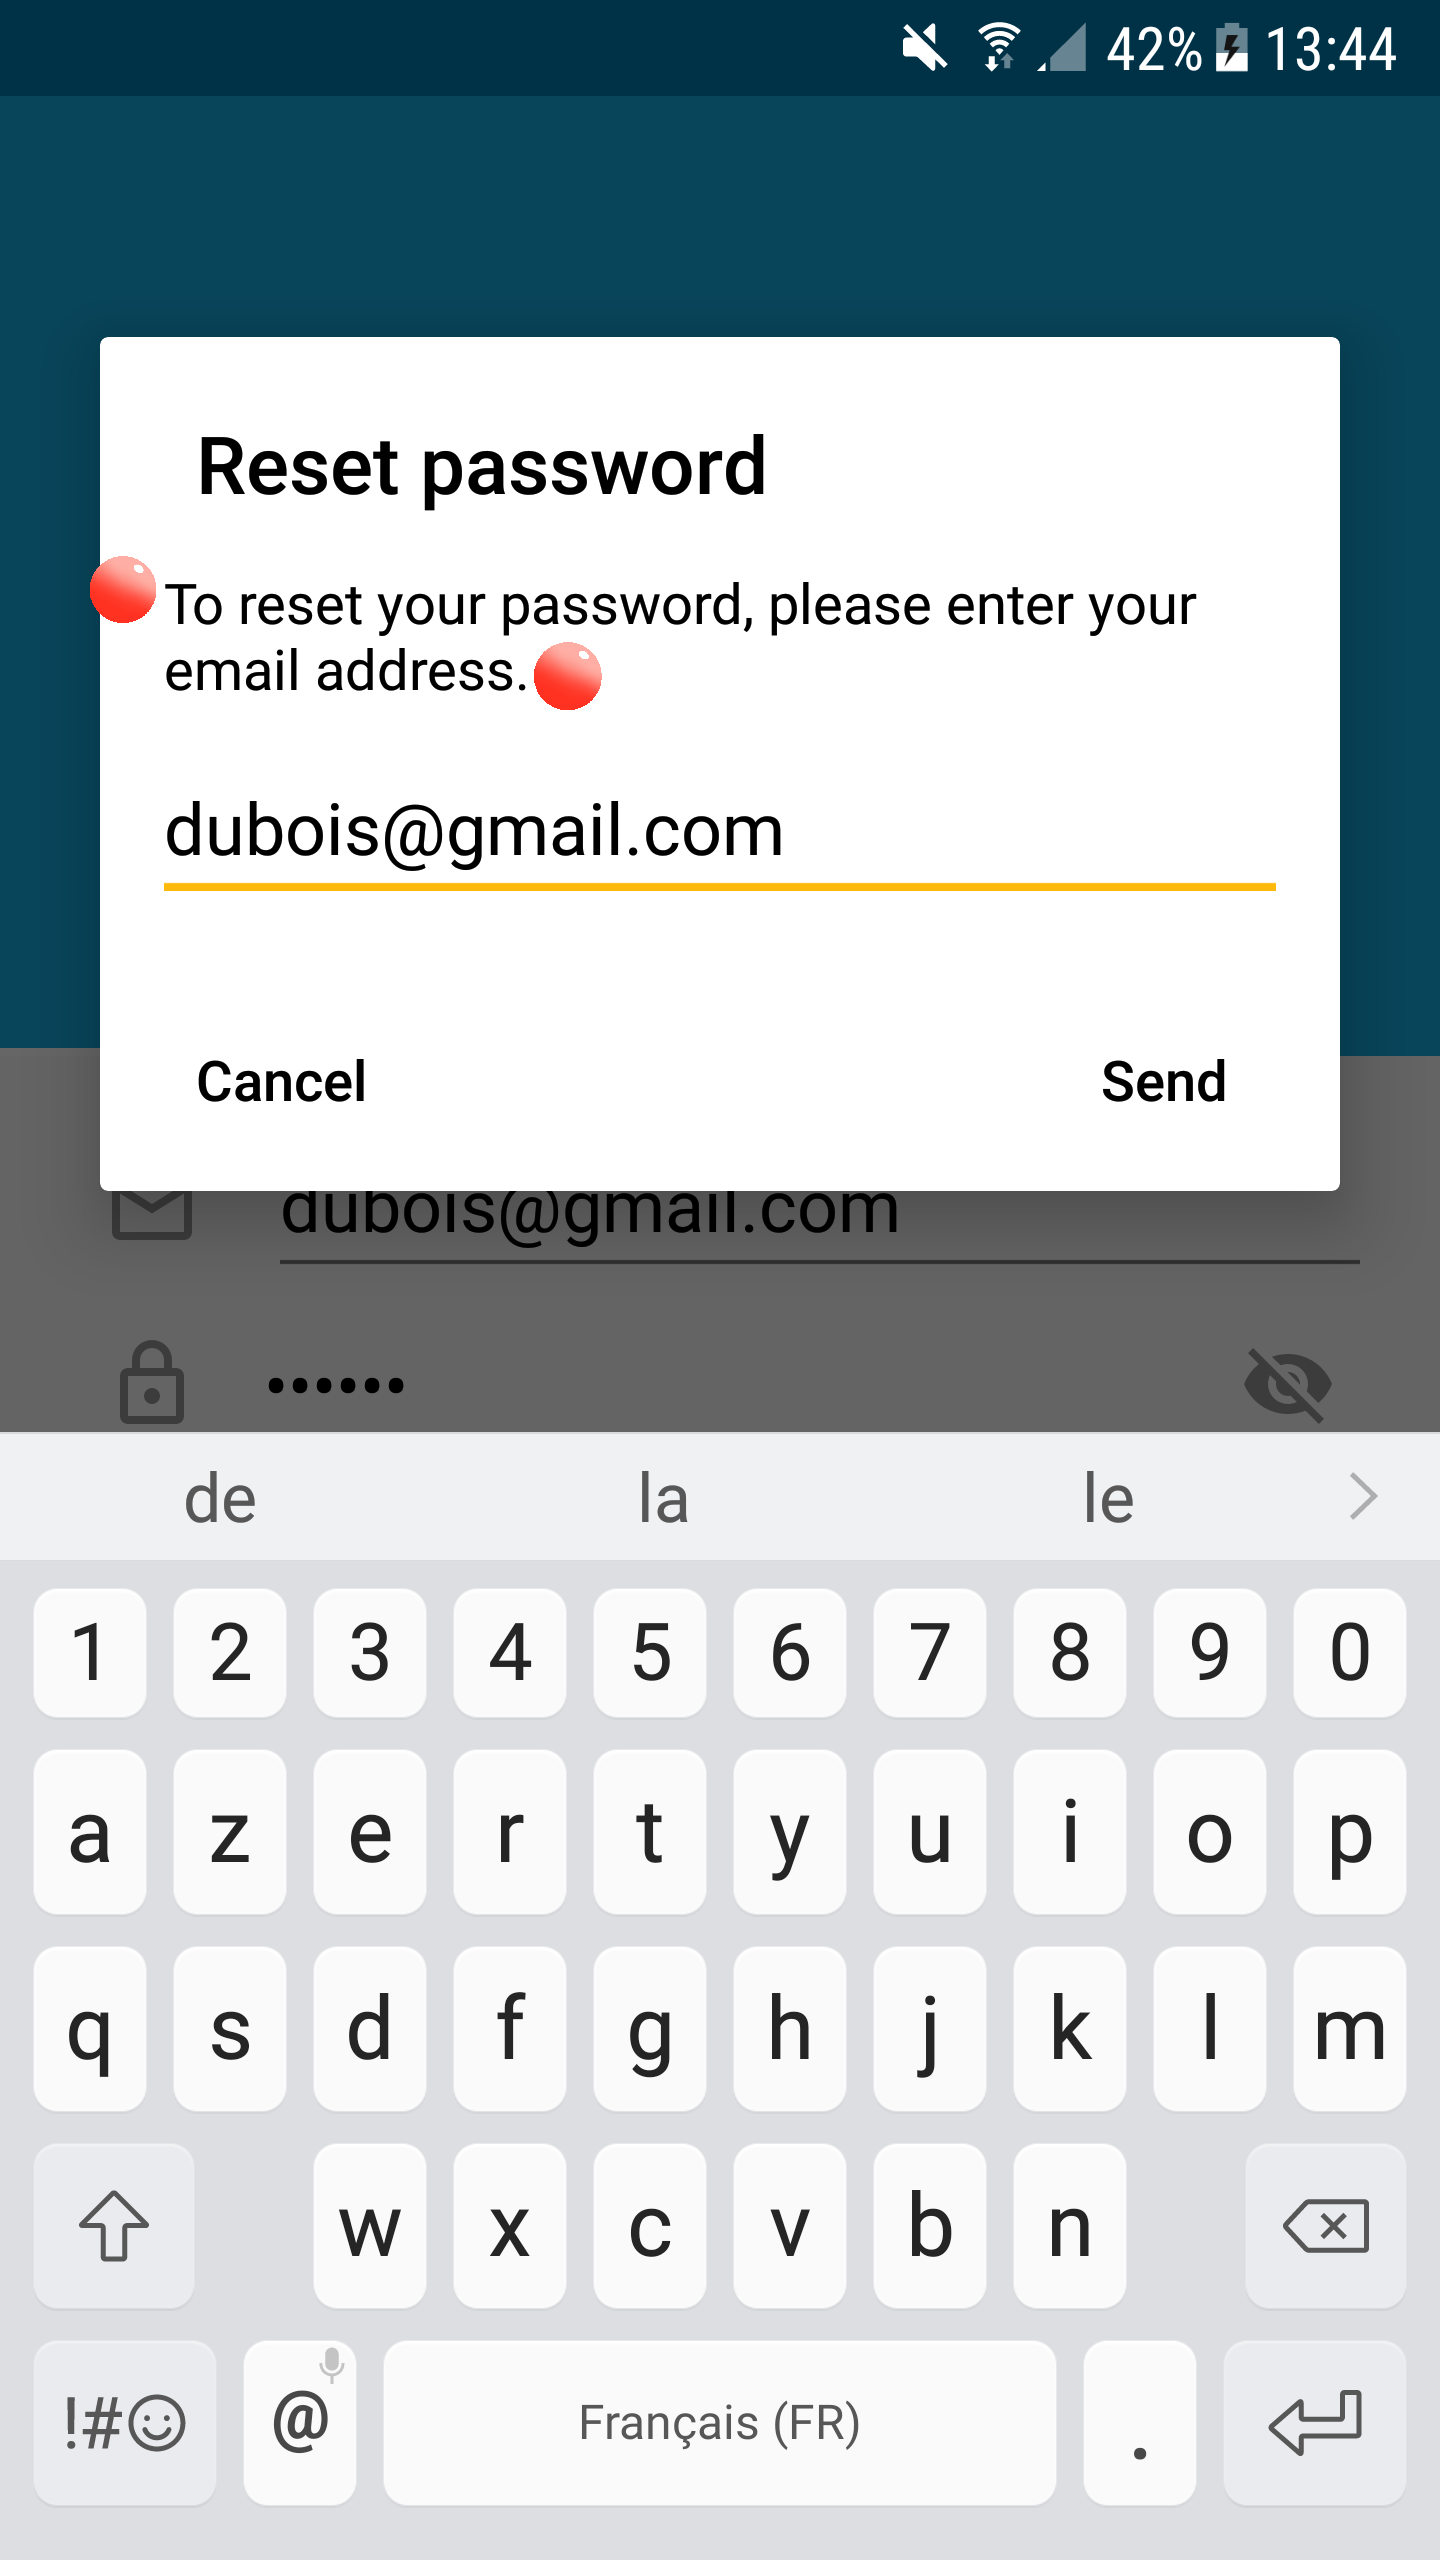 42% 13:44
Reset password
To reset your password, please enter your
email address.
dubois@gmail.com
Cancel Send
dubois@gmail.com
••••••
de la le
1 2 3 4 5 6 7 8 9 0
a z e r t y u i o p
q s d f g h j k l m
w x c v b n
!#☺ @ Français (FR) .